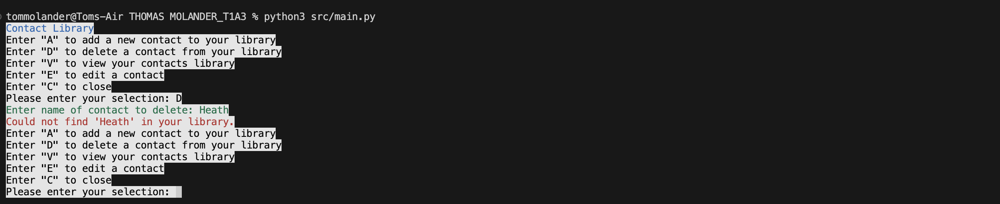 tommolander@Toms-Air THOMAS MOLANDER_T1A3 % python3 src/main.py
Contact Library
Enter "A" to add a new contact to your library
Enter "D" to delete a contact from your library
Enter "V" to view your contacts library
Enter "E" to edit a contact
Enter "C" to close
Please enter your selection: D
Enter name of contact to delete: Heath
Could not find 'Heath' in your library.
Enter "A" to add a new contact to your library
Enter "D" to delete a contact from your library
Enter "V" to view your contacts library
Enter "E" to edit a contact
Enter "C" to close
Please enter your selection: